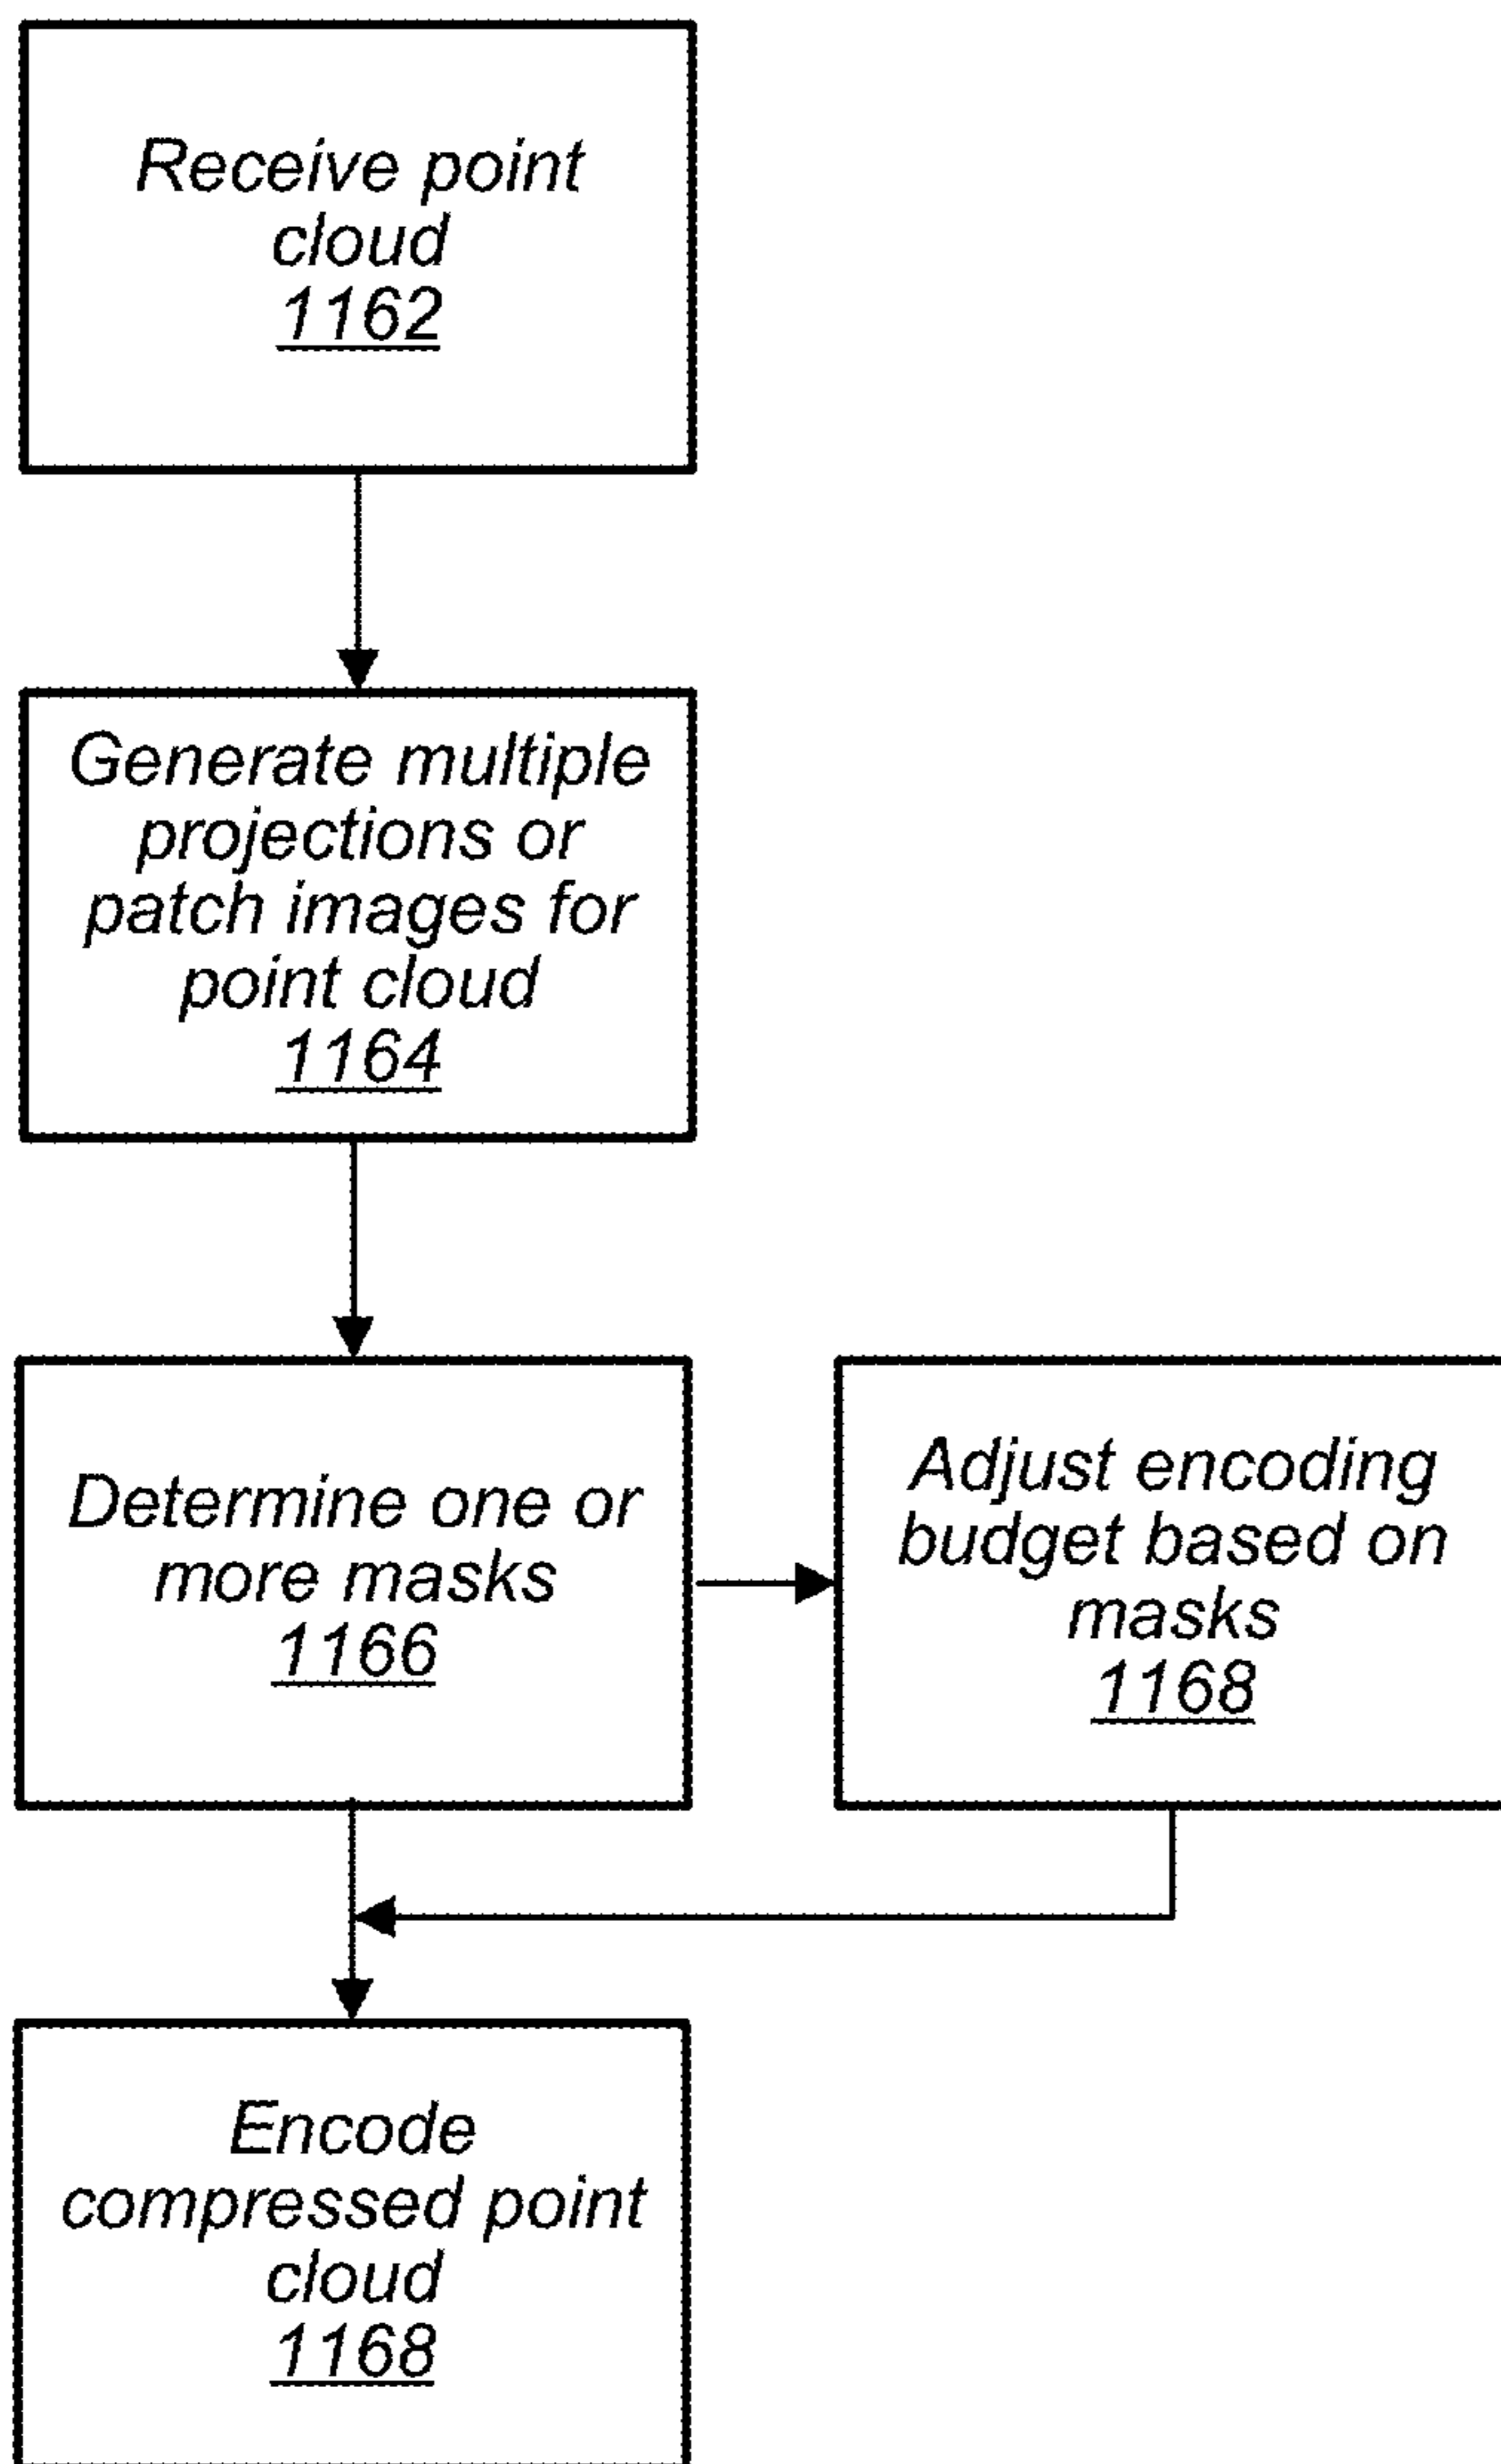 Receive point
cloud
1162
Generate multiple
projections or
patch images for
point cloud
1164
Determine one or
more masks
1166
Adjust encoding
budget based on
masks
1168
Encode
compressed point
cloud
1168